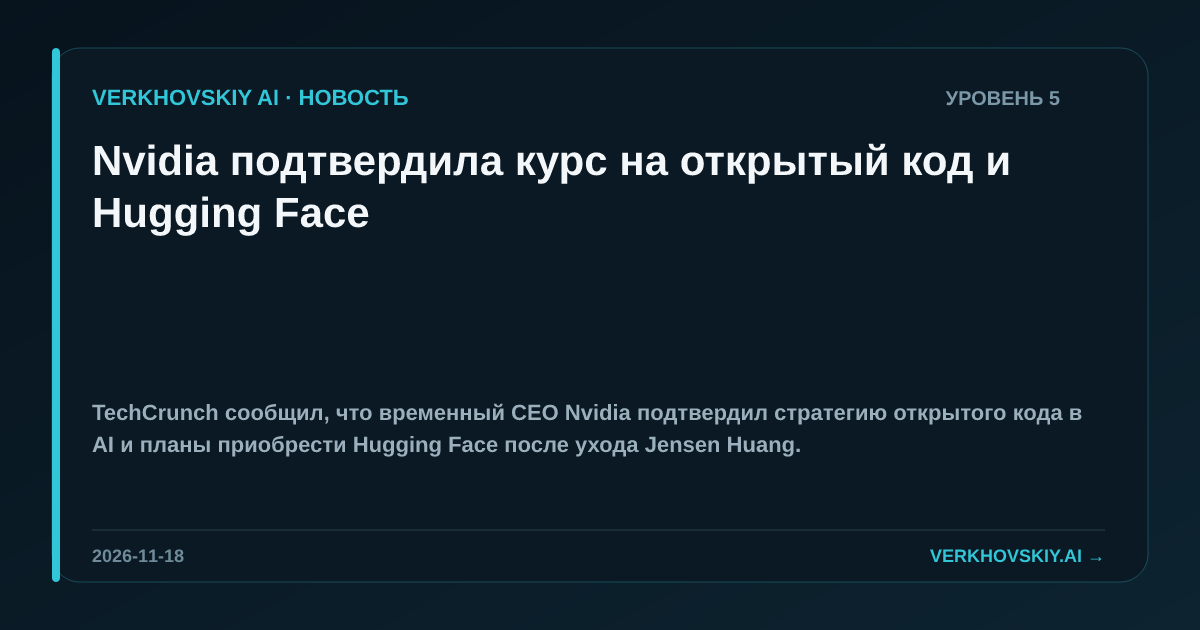 VERKHOVSKIY AI · НОВОСТЬ
УРОВЕНЬ 5
Nvidia подтвердила курс на открытый код и
Hugging Face
TechCrunch сообщил, что временный CEO Nvidia подтвердил стратегию открытого кода в
AI и планы приобрести Hugging Face после ухода Jensen Huang.
2026-11-18
VERKHOVSKIY.AI →